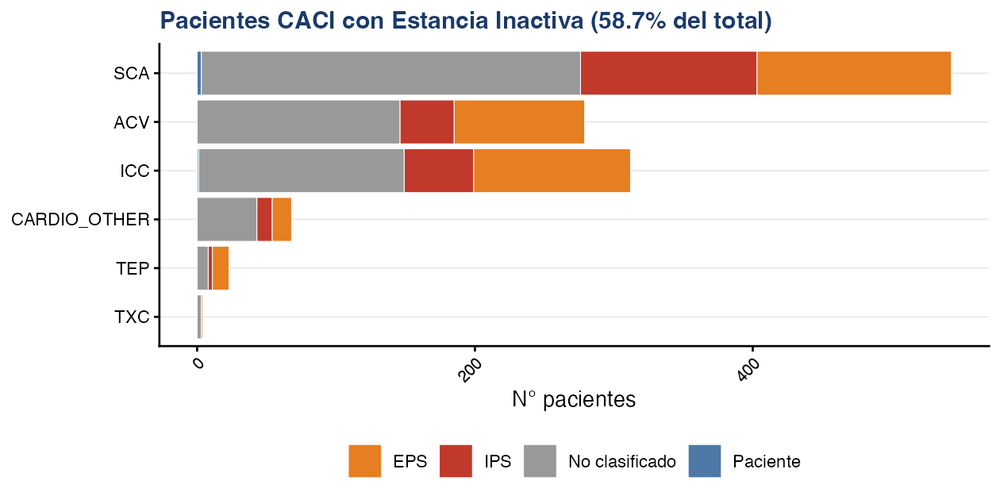 Pacientes CACI con Estancia Inactiva (58.7% del total)
SCA
ACV
ICC
CARDIO_OTHER
TEP
TXC
0
200
400
N° pacientes
EPS
IPS
No clasificado
Paciente